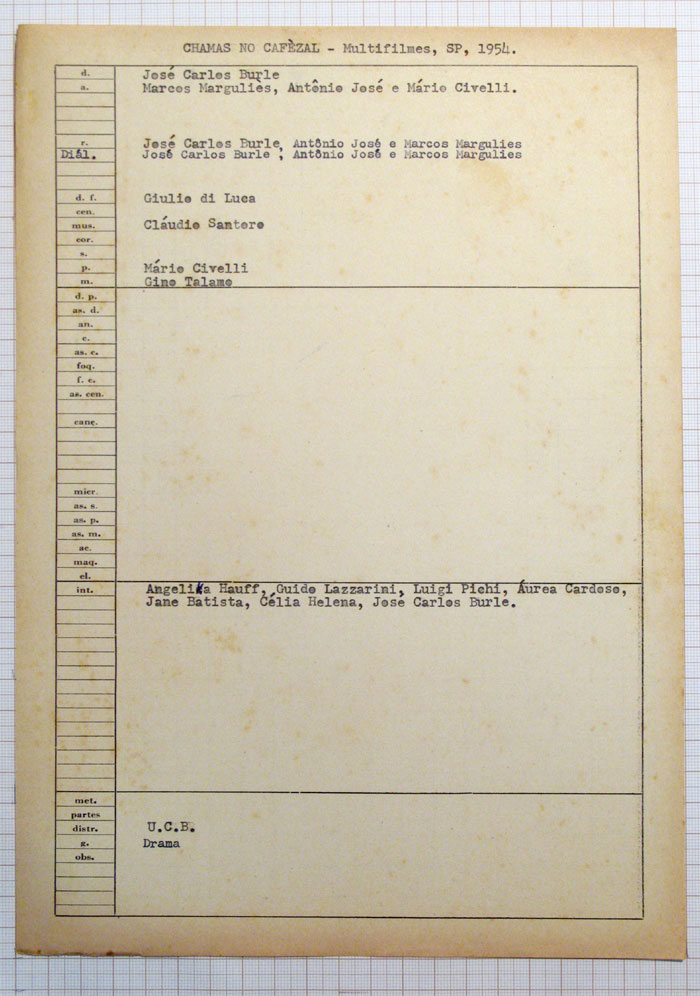 CHAMAS NO CAFÈZAL - Multifilmes, SP, 1954.
d. José Carlos Burle
a. Marcos Margulies, Antônio José e Mário Civelli.
r. José Carlos Burle, Antônio José e Marcos Margulies
Diál. José Carlos Burle, Antônio José e Marcos Margulies
d. f. Giulio di Luca
cen.
mus. Cláudio Santoro
cor.
s.
p. Mário Civelli
m. Gino Talamo
d. p.
as. d.
an.
c.
as. c.
foq.
f. c.
as. cen.
canç.
micr.
as. s.
as. p.
as. m.
ac.
maq.
el.
int. Angelika Hauff, Guido Lazzarini, Luigi Pichi, Áurea Cardoso,
Jane Batista, Célia Helena, Jose Carlos Burle.
met.
partes
distr. U.C.B.
g. Drama
obs.